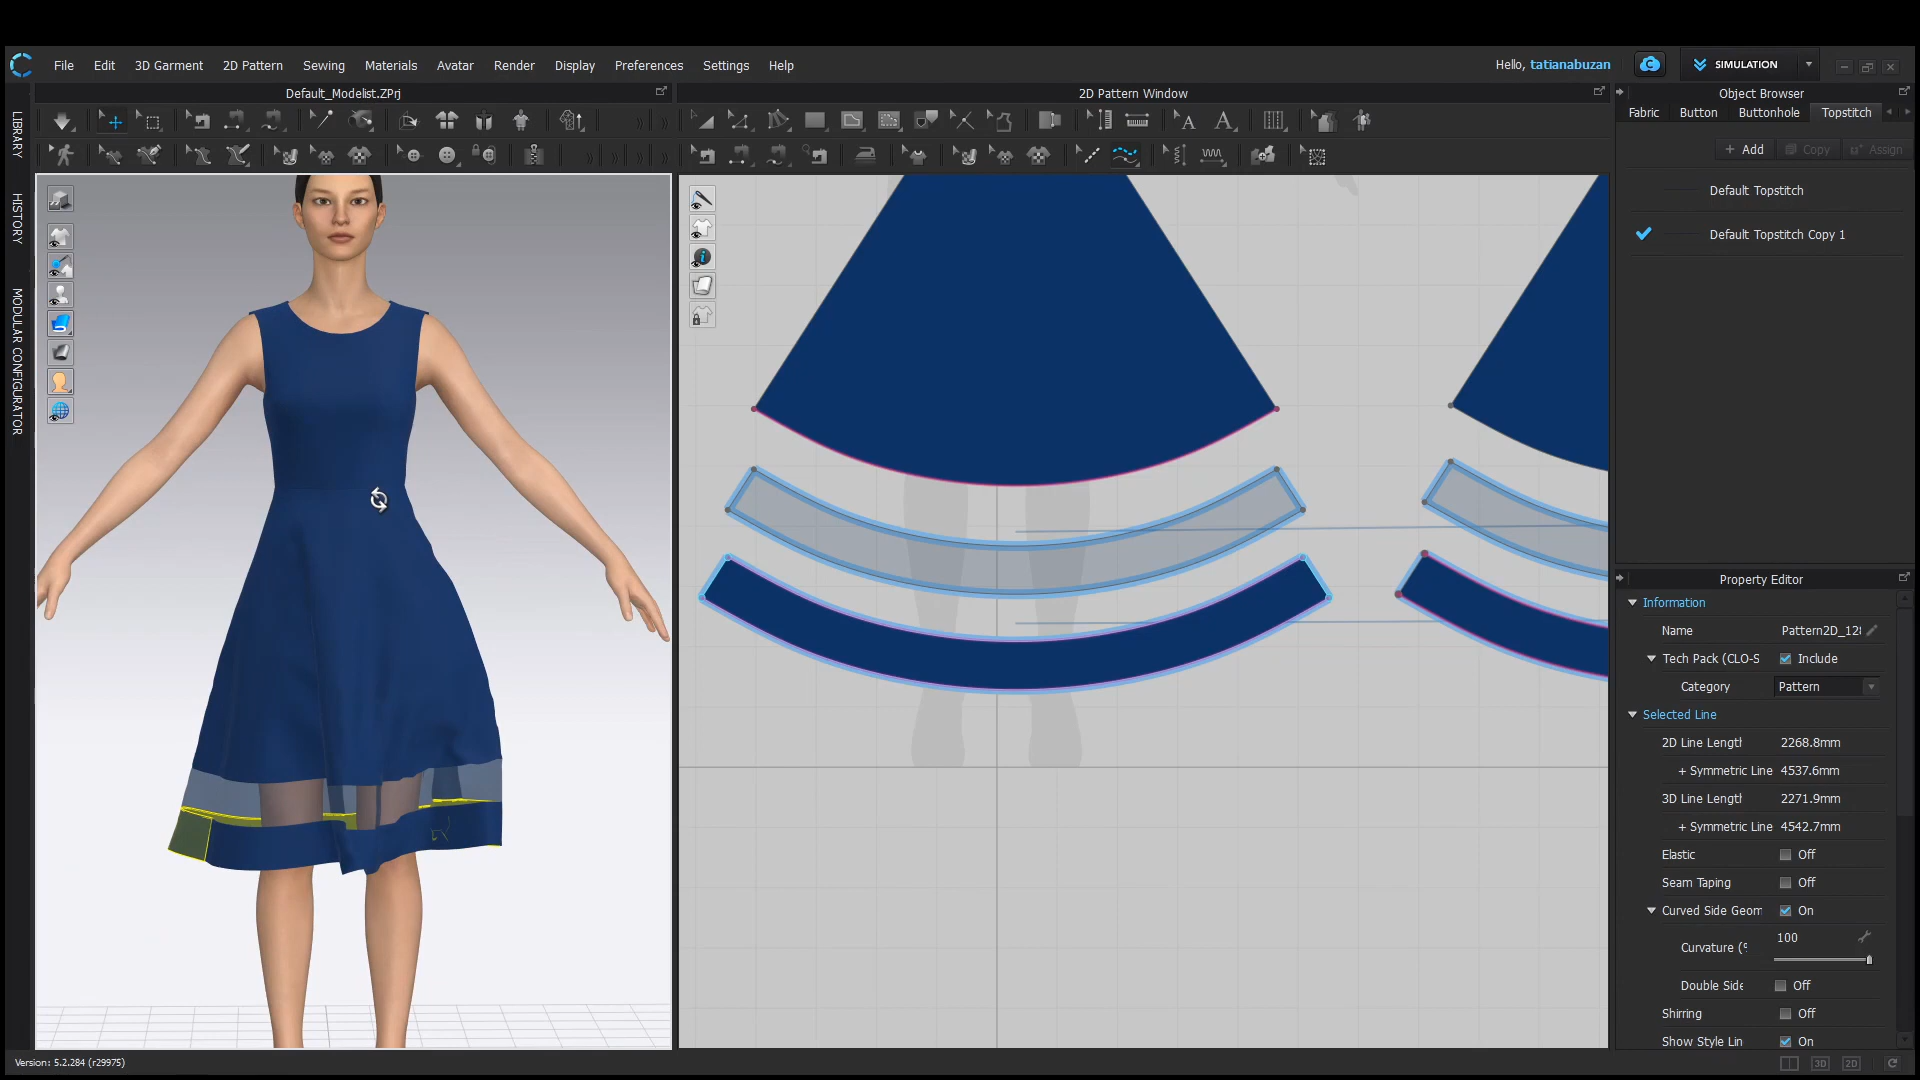 File Edit 3D Garment 2D Pattern Sewing Materials Avatar Render Display Preferences Settings Help
Hello, tatianabuzan
SIMULATION
Default_Modelist.ZPrj
2D Pattern Window
Object Browser
Fabric Button Buttonhole Topstitch
+ Add Copy Assign
Default Topstitch
Default Topstitch Copy 1
LIBRARY
HISTORY
MODULAR CONFIGURATOR
Property Editor
Information
Name Pattern2D_12
Tech Pack (CLO-S Include
Category Pattern
Selected Line
2D Line Lengt 2268.8mm
+ Symmetric Line 4537.6mm
3D Line Lengt 2271.9mm
+ Symmetric Line 4542.7mm
Elastic Off
Seam Taping Off
Curved Side Geom On
Curvature ( 100
Double Side Off
Shirring Off
Show Style Lin On
Version: 5.2.284 (r29975)
3D 2D